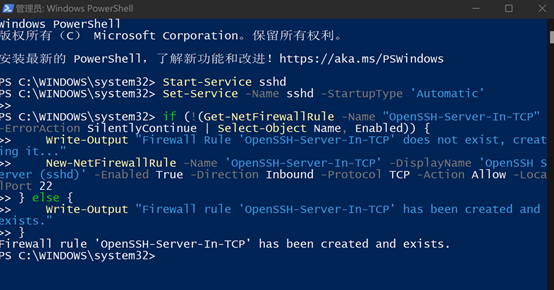 管理员: Windows PowerShell
Windows PowerShell
版权所有 (C) Microsoft Corporation。保留所有权利。
安装最新的 PowerShell，了解新功能和改进！https://aka.ms/PSWindows
PS C:\WINDOWS\system32> Start-Service sshd
PS C:\WINDOWS\system32> Set-Service -Name sshd -StartupType 'Automatic'
>>
PS C:\WINDOWS\system32> if (!(Get-NetFirewallRule -Name "OpenSSH-Server-In-TCP"
-ErrorAction SilentlyContinue | Select-Object Name, Enabled)) {
>>     Write-Output "Firewall Rule 'OpenSSH-Server-In-TCP' does not exist, creat
ing it..."
>>     New-NetFirewallRule -Name 'OpenSSH-Server-In-TCP' -DisplayName 'OpenSSH S
erver (sshd)' -Enabled True -Direction Inbound -Protocol TCP -Action Allow -Loca
lPort 22
>> } else {
>>     Write-Output "Firewall rule 'OpenSSH-Server-In-TCP' has been created and
exists."
>> }
Firewall rule 'OpenSSH-Server-In-TCP' has been created and exists.
PS C:\WINDOWS\system32>